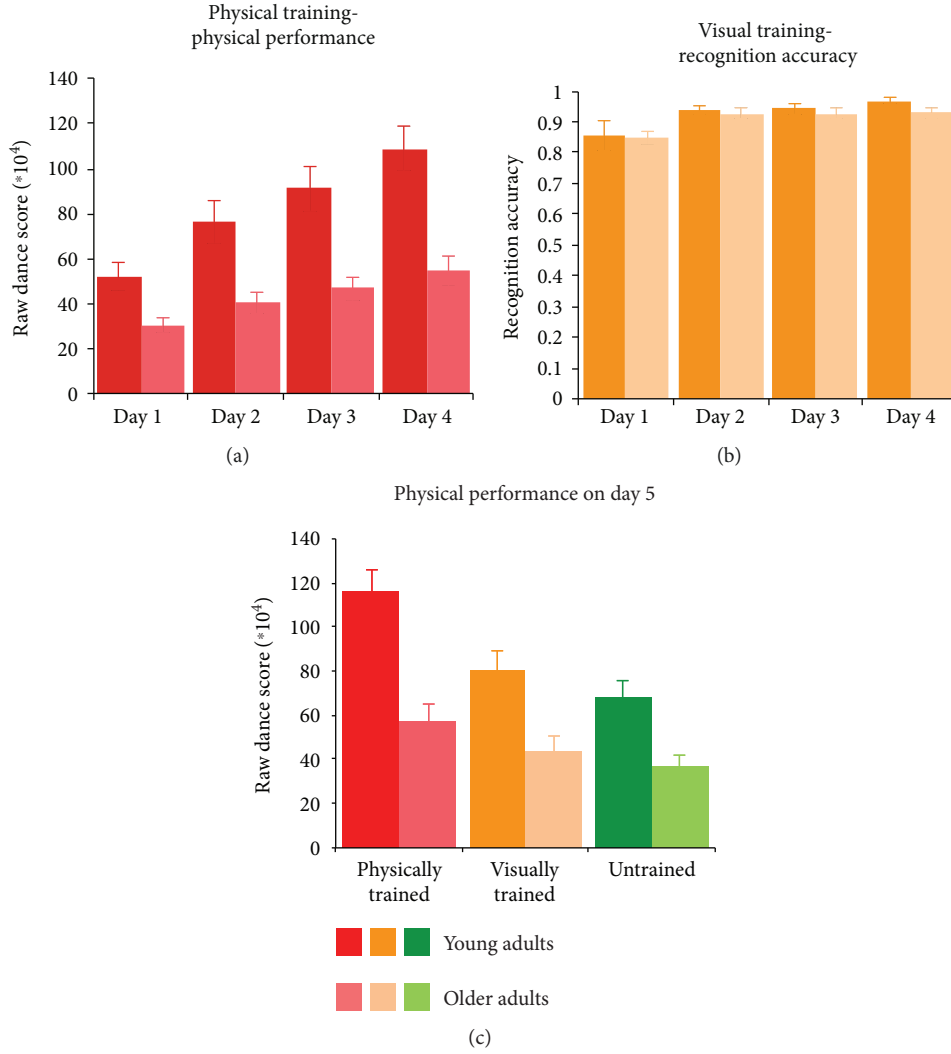 Physical training-
physical performance
Raw dance score (*10⁴)
140
120
100
80
60
40
20
0
Day 1 Day 2 Day 3 Day 4
(a)
Visual training-
recognition accuracy
Recognition accuracy
1
0.9
0.8
0.7
0.6
0.5
0.4
0.3
0.2
0.1
0
Day 1 Day 2 Day 3 Day 4
(b)
Physical performance on day 5
Raw dance score (*10⁴)
140
120
100
80
60
40
20
0
Physically
trained
Visually
trained
Untrained
Young adults
Older adults
(c)